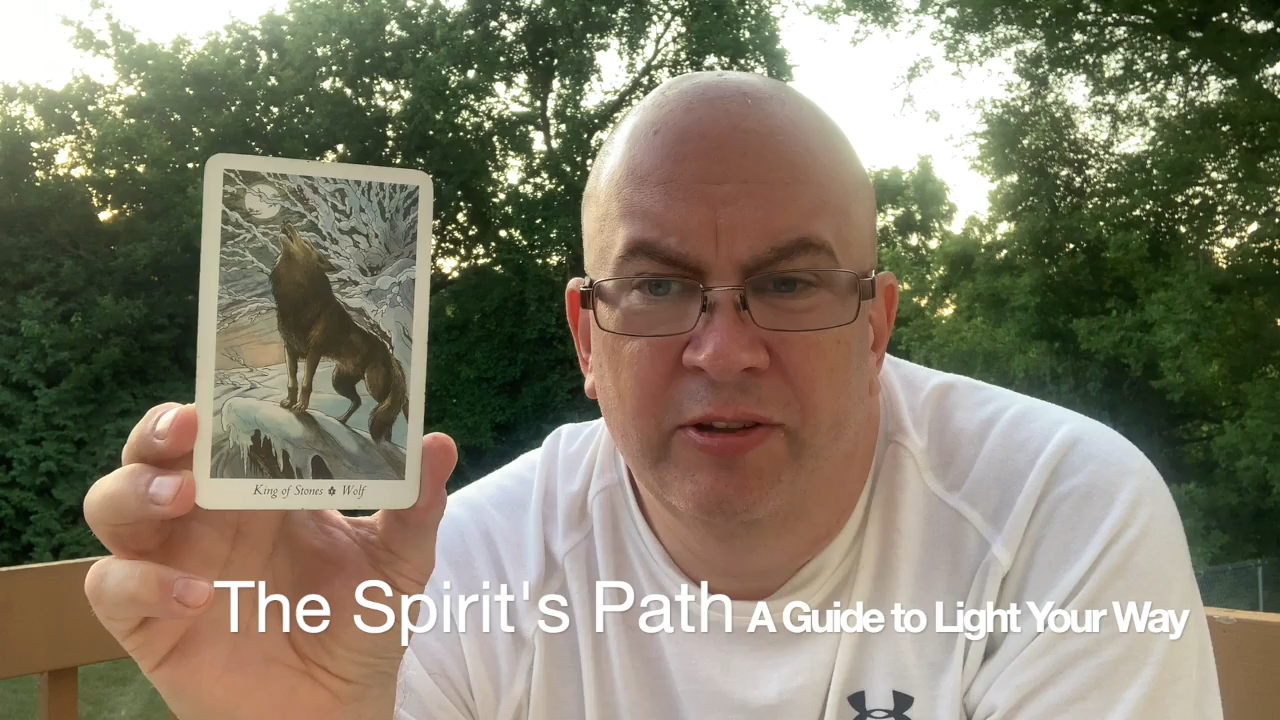 King of Stones ✽ Wolf
The Spirit's Path A Guide to Light Your Way